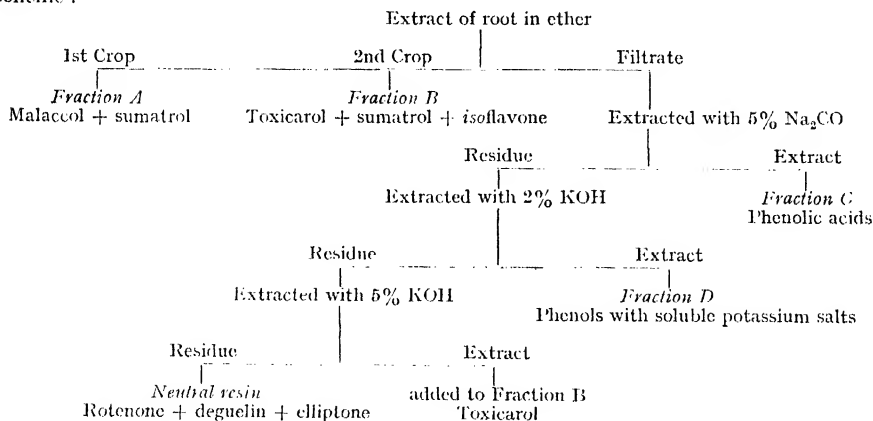 Extract of root in ether
1st Crop 2nd Crop Filtrate
Fraction A Fraction B
Malaccol + sumatrol Toxicarol + sumatrol + isoflavone Extracted with 5% Na₂CO
Residue Extract
Extracted with 2% KOH Fraction C
Phenolic acids
Residue Extract
Extracted with 5% KOH Fraction D
Phenols with soluble potassium salts
Residue Extract
Neutral resin added to Fraction B
Rotenone + deguelin + elliptone Toxicarol